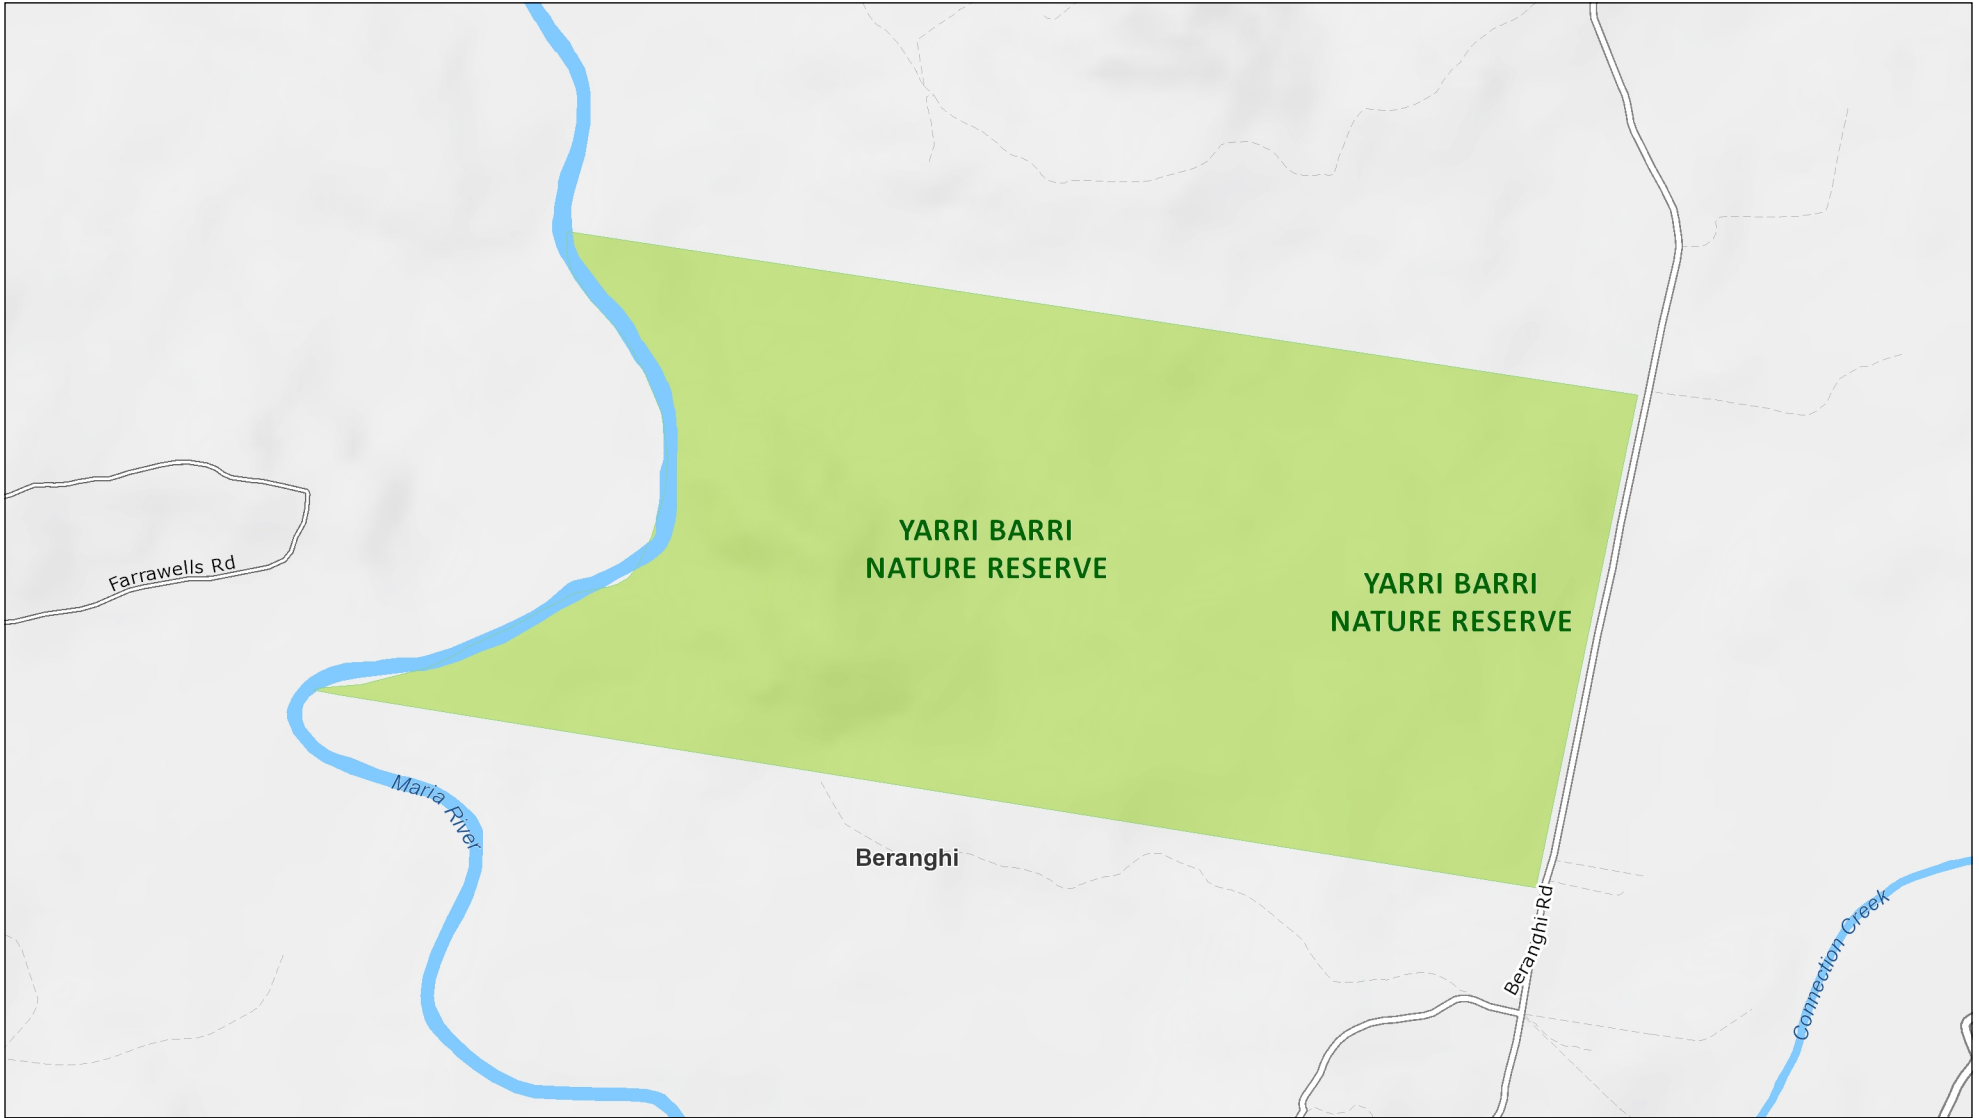 YARRI BARRI
NATURE RESERVE
YARRI BARRI
NATURE RESERVE
Farrawells Rd
Maria River
Beranghi
Beranghi Rd
Connection Creek